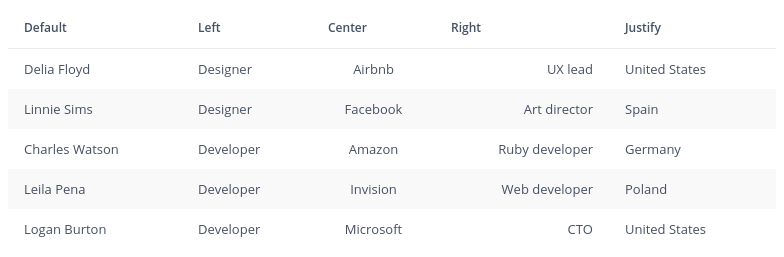 Default Left Center Right Justify
Delia Floyd Designer Airbnb UX lead United States
Linnie Sims Designer Facebook Art director Spain
Charles Watson Developer Amazon Ruby developer Germany
Leila Pena Developer Invision Web developer Poland
Logan Burton Developer Microsoft CTO United States